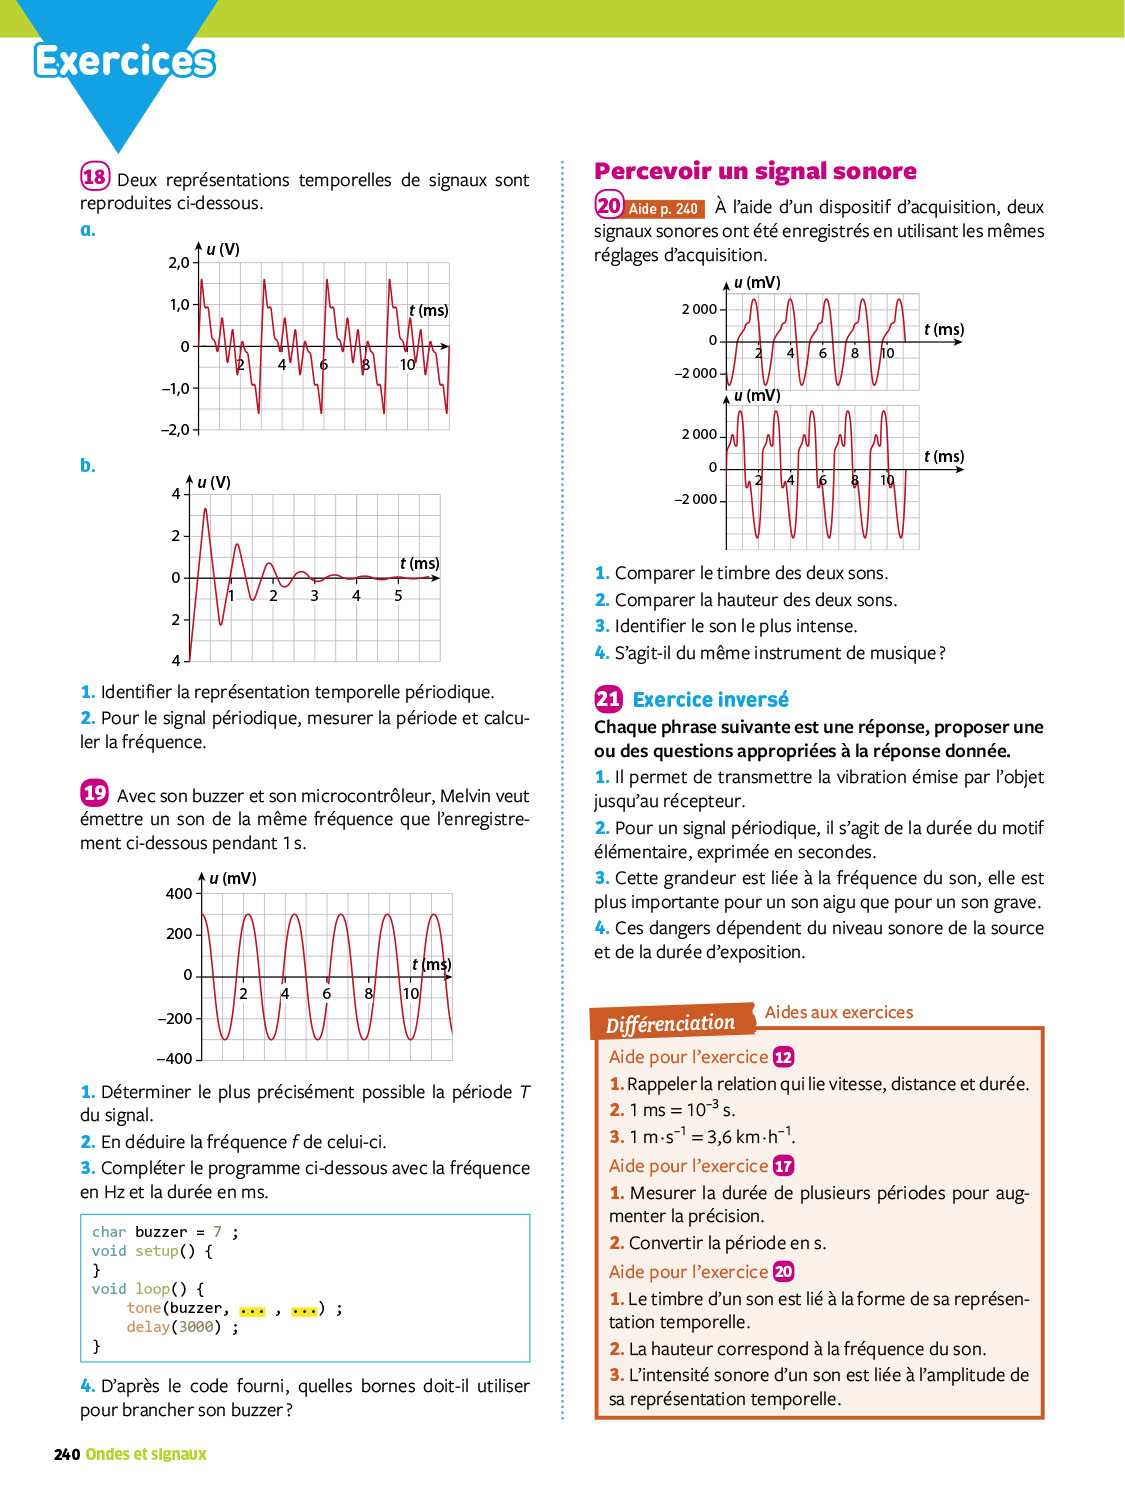 Exercices
18 Deux représentations temporelles de signaux sont
reproduites ci-dessous.
a.
u (V)
2,0
1,0
t (ms)
0
2 4 6 8 10
–1,0
–2,0
b.
u (V)
4
2
t (ms)
0
1 2 3 4 5
2
4
1. Identifier la représentation temporelle périodique.
2. Pour le signal périodique, mesurer la période et calcu-
ler la fréquence.
19 Avec son buzzer et son microcontrôleur, Melvin veut
émettre un son de la même fréquence que l’enregistre-
ment ci-dessous pendant 1 s.
u (mV)
400
200
t (ms)
0
2 4 6 8 10
–200
–400
1. Déterminer le plus précisément possible la période T
du signal.
2. En déduire la fréquence f de celui-ci.
3. Compléter le programme ci-dessous avec la fréquence
en Hz et la durée en ms.
char buzzer = 7 ;
void setup() {
}
void loop() {
tone(buzzer, ... , ...) ;
delay(3000) ;
}
4. D’après le code fourni, quelles bornes doit-il utiliser
pour brancher son buzzer ?
Percevoir un signal sonore
20 Aide p. 240 À l’aide d’un dispositif d’acquisition, deux
signaux sonores ont été enregistrés en utilisant les mêmes
réglages d’acquisition.
u (mV)
2 000
t (ms)
0
2 4 6 8 10
–2 000
u (mV)
2 000
t (ms)
0
2 4 6 8 10
–2 000
1. Comparer le timbre des deux sons.
2. Comparer la hauteur des deux sons.
3. Identifier le son le plus intense.
4. S’agit-il du même instrument de musique ?
21 Exercice inversé
Chaque phrase suivante est une réponse, proposer une
ou des questions appropriées à la réponse donnée.
1. Il permet de transmettre la vibration émise par l’objet
jusqu’au récepteur.
2. Pour un signal périodique, il s’agit de la durée du motif
élémentaire, exprimée en secondes.
3. Cette grandeur est liée à la fréquence du son, elle est
plus importante pour un son aigu que pour un son grave.
4. Ces dangers dépendent du niveau sonore de la source
et de la durée d’exposition.
Différenciation Aides aux exercices
Aide pour l’exercice 12
1. Rappeler la relation qui lie vitesse, distance et durée.
2. 1 ms = 10⁻³ s.
3. 1 m·s⁻¹ = 3,6 km·h⁻¹.
Aide pour l’exercice 17
1. Mesurer la durée de plusieurs périodes pour aug-
menter la précision.
2. Convertir la période en s.
Aide pour l’exercice 20
1. Le timbre d’un son est lié à la forme de sa représen-
tation temporelle.
2. La hauteur correspond à la fréquence du son.
3. L’intensité sonore d’un son est liée à l’amplitude de
sa représentation temporelle.
240 Ondes et signaux